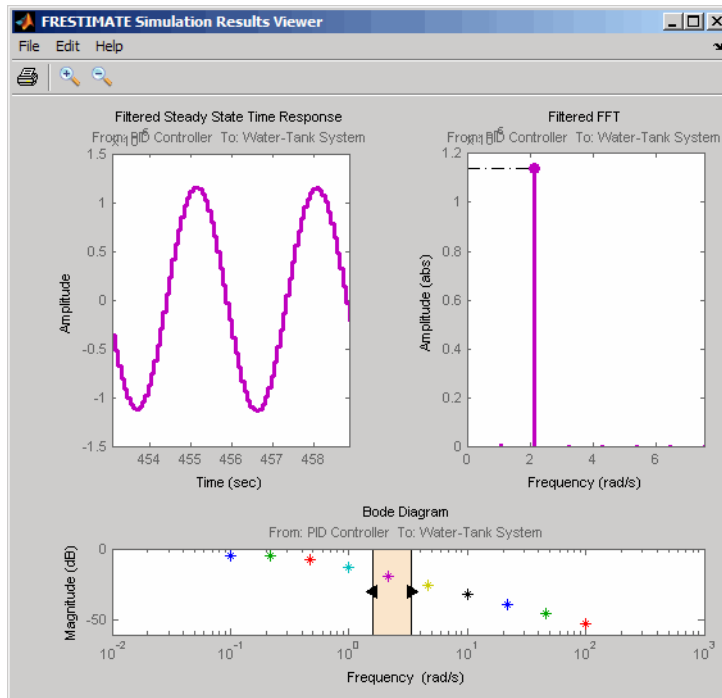 FRESTIMATE Simulation Results Viewer
File Edit Help
Filtered Steady State Time Response
From: PID Controller To: Water-Tank System
1.5
1
0.5
0
-0.5
-1
-1.5
454 455 456 457 458
Time (sec)
Amplitude
Filtered FFT
From: PID Controller To: Water-Tank System
1.2
1
0.8
0.6
0.4
0.2
0
0 2 4 6
Frequency (rad/s)
Amplitude (abs)
Bode Diagram
From: PID Controller To: Water-Tank System
0
-50
Magnitude (dB)
10^-2 10^-1 10^0 10^1 10^2 10^3
Frequency (rad/s)